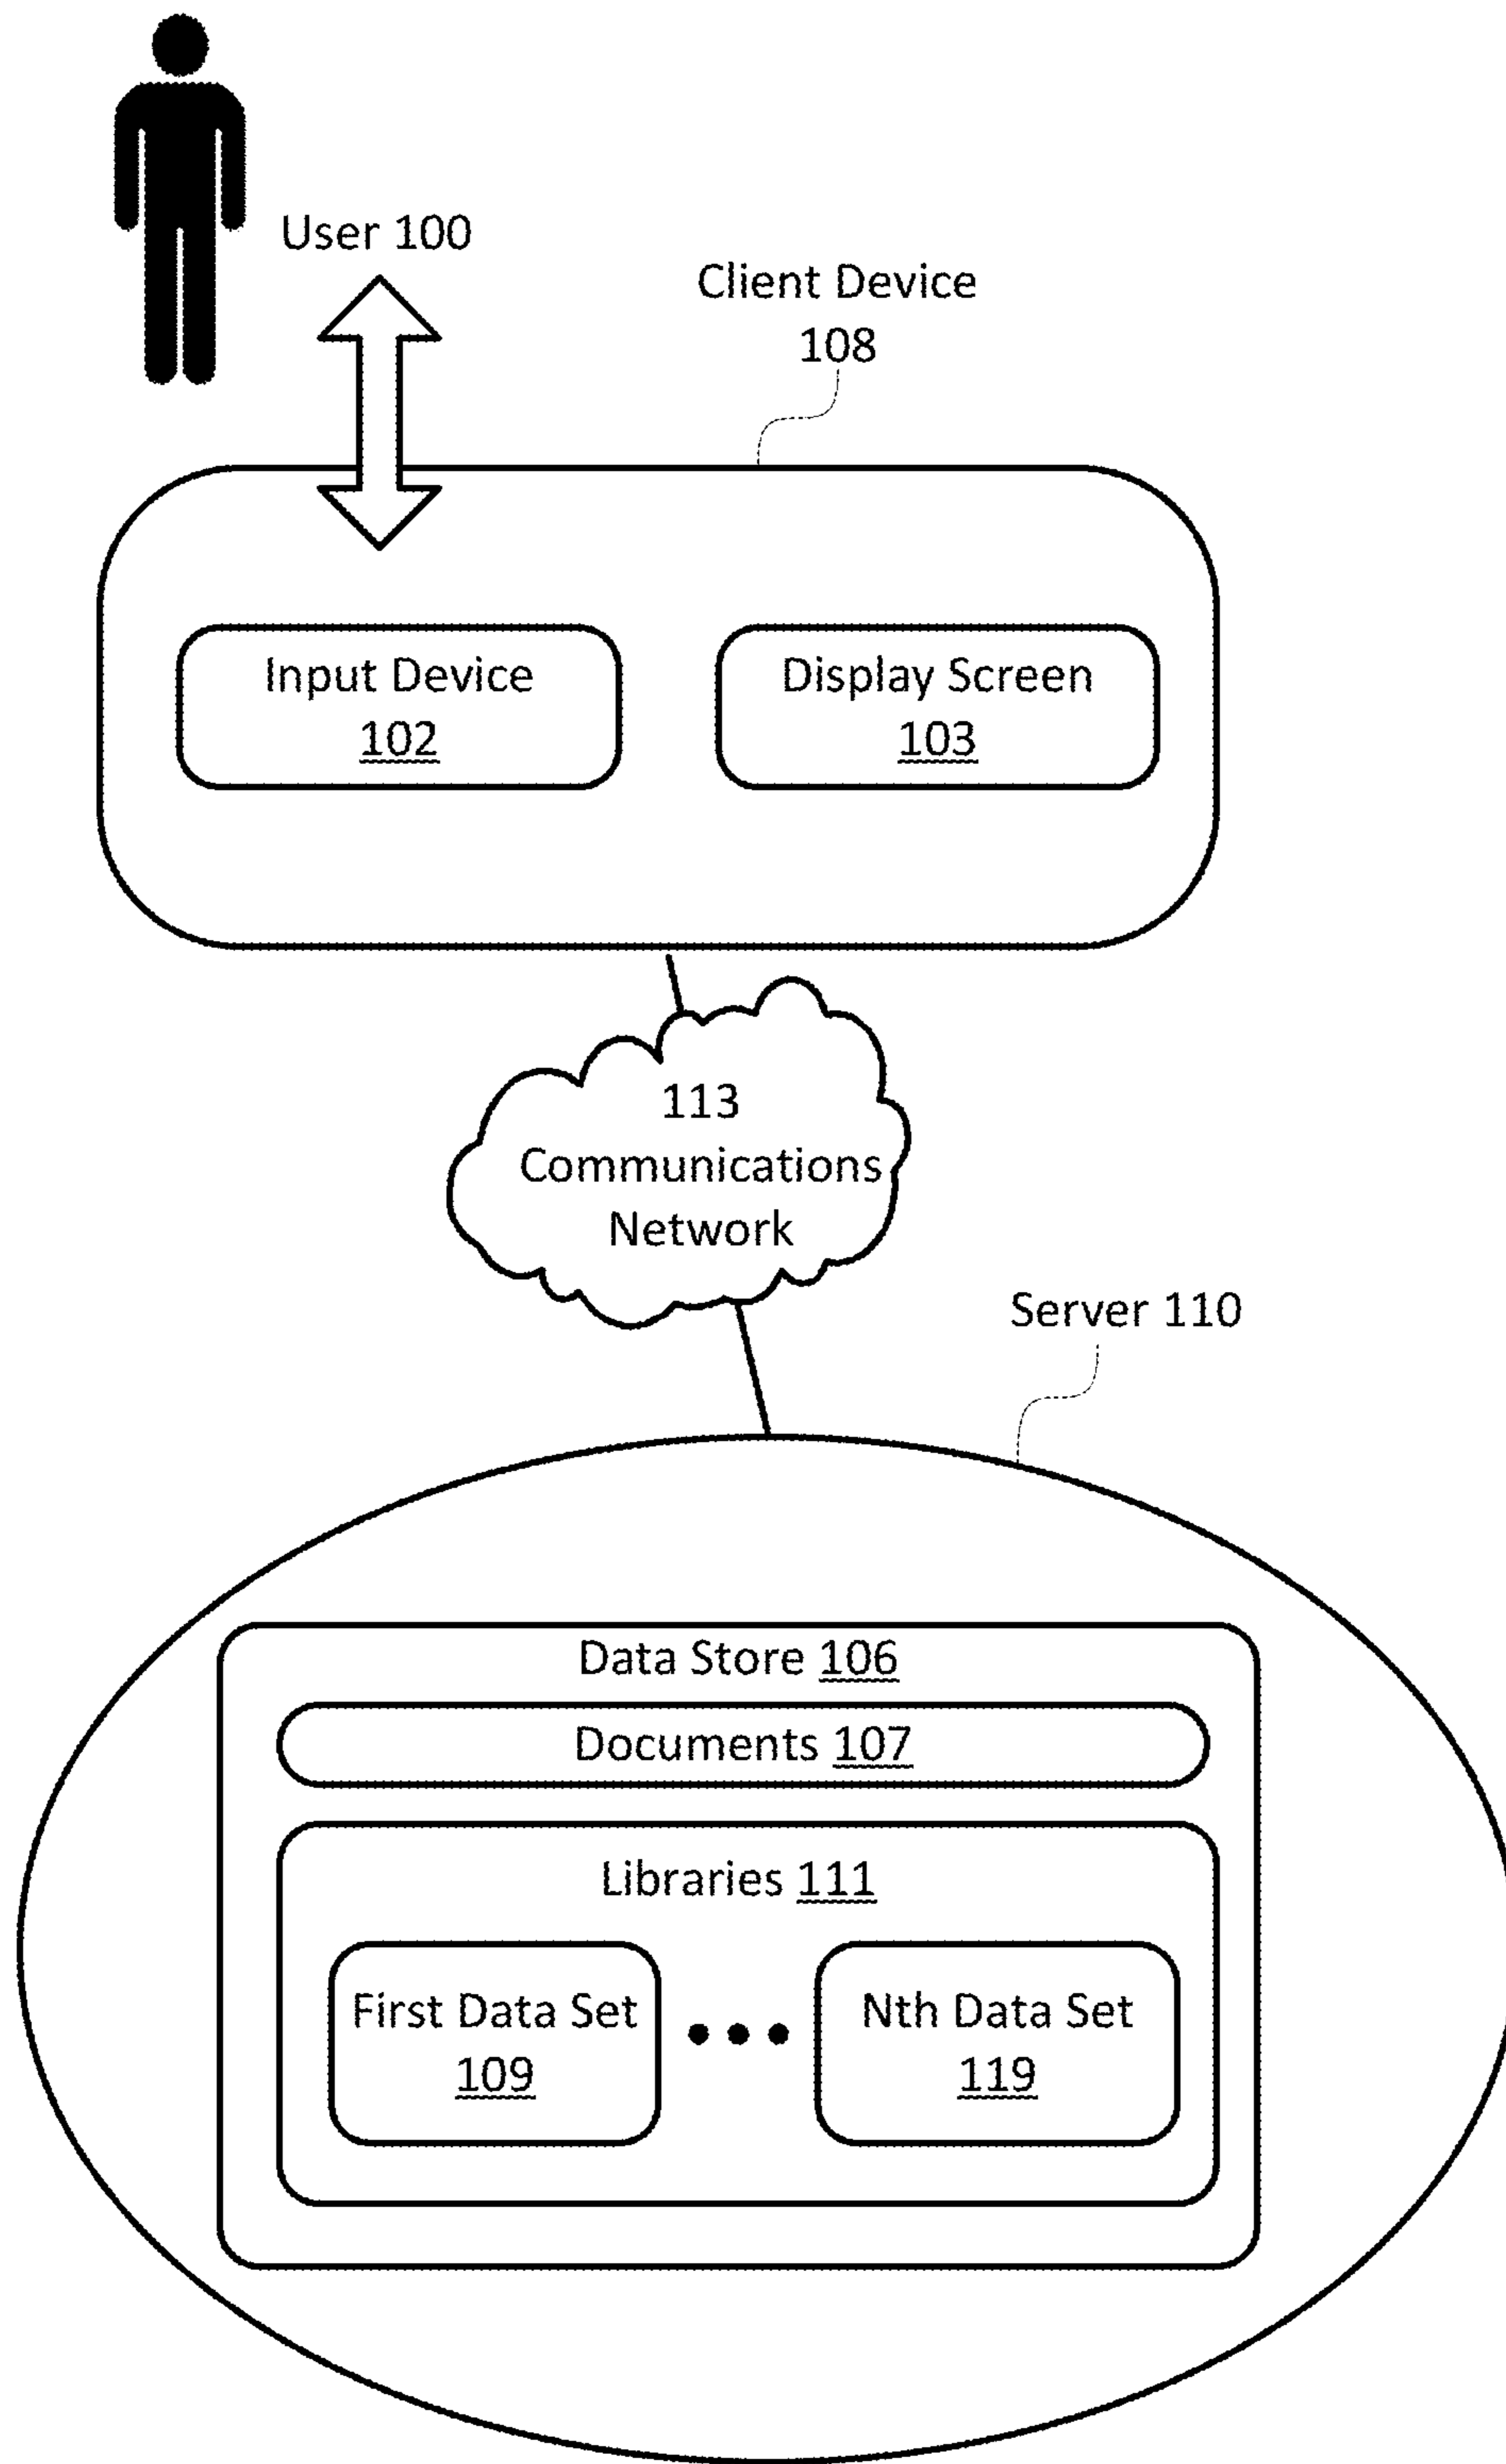 User 100
Client Device
108
Input Device
102
Display Screen
103
113
Communications
Network
Server 110
Data Store 106
Documents 107
Libraries 111
First Data Set
109
Nth Data Set
119